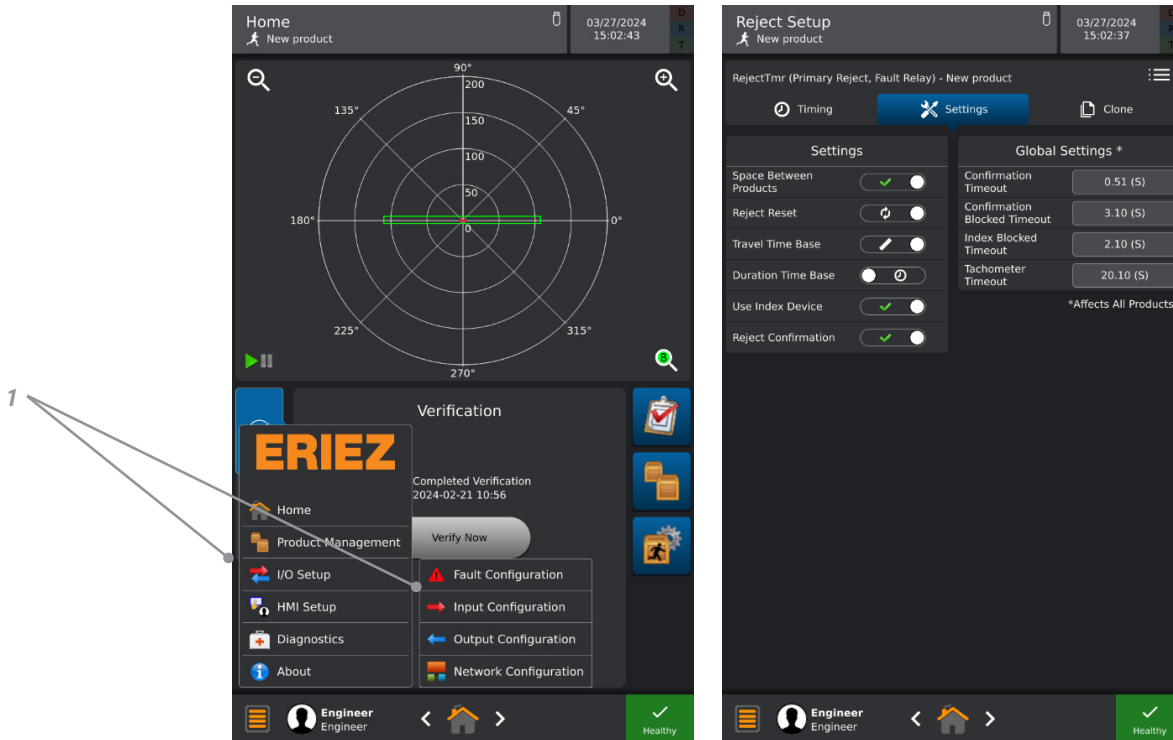 Home
New product
03/27/2024
15:02:43
D
R
T
90°
200
135°
45°
150
100
50
180°
0°
0
225°
315°
270°
B
1
Verification
ERIEZ
Completed Verification
2024-02-21 10:56
Verify Now
Home
Product Management
I/O Setup
HMI Setup
Diagnostics
About
Fault Configuration
Input Configuration
Output Configuration
Network Configuration
Engineer
Engineer
Healthy
Reject Setup
New product
03/27/2024
15:02:37
RejectTmr (Primary Reject, Fault Relay) - New product
Timing
Settings
Clone
Settings
Space Between
Products
Reject Reset
Travel Time Base
Duration Time Base
Use Index Device
Reject Confirmation
Global Settings *
Confirmation
Timeout
0.51 (S)
Confirmation
Blocked Timeout
3.10 (S)
Index Blocked
Timeout
2.10 (S)
Tachometer
Timeout
20.10 (S)
*Affects All Products
Engineer
Engineer
Healthy